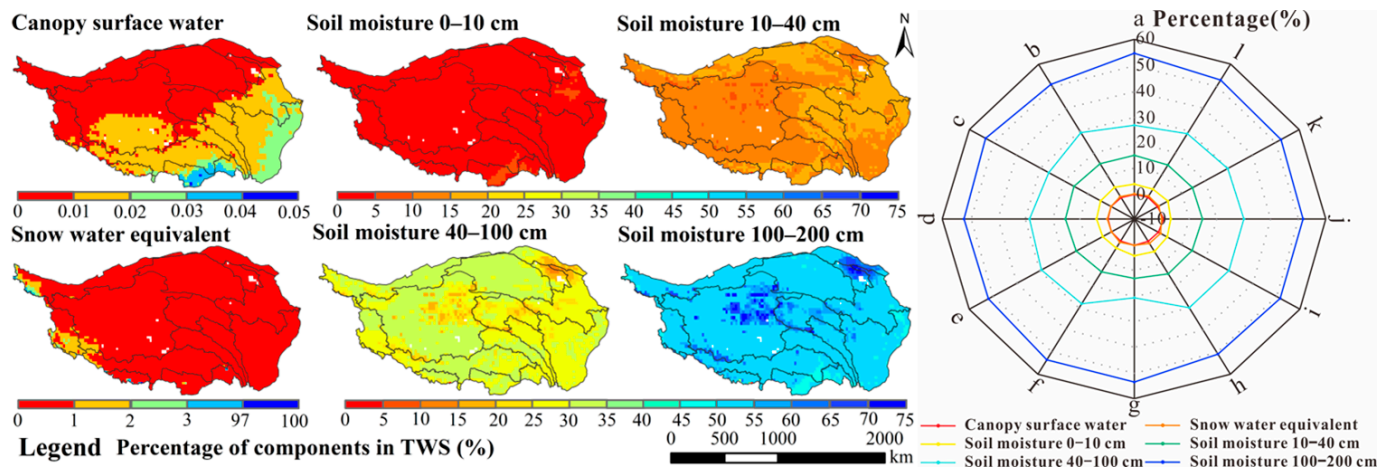 Canopy surface water
Soil moisture 0–10 cm
Soil moisture 10–40 cm
N
0 0.01 0.02 0.03 0.04 0.05
0 5 10 15 20 25 30 35 40 45 50 55 60 65 70 75
Snow water equivalent
Soil moisture 40–100 cm
Soil moisture 100–200 cm
0 1 2 3 97 100
0 5 10 15 20 25 30 35 40 45 50 55 60 65 70 75
Legend Percentage of components in TWS (%)
0 500 1000 2000
km
a Percentage(%)
60
50
40
30
20
10
0
-10
b
c
d
e
f
g
h
i
j
k
l
Canopy surface water
Snow water equivalent
Soil moisture 0–10 cm
Soil moisture 10–40 cm
Soil moisture 40–100 cm
Soil moisture 100–200 cm